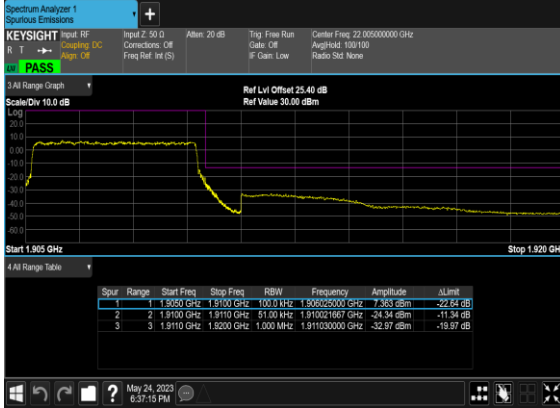 Spectrum Analyzer 1
Spurious Emissions
+
KEYSIGHT Input: RF Input Z: 50 Ω Atten: 20 dB Trig: Free Run Center Freq: 22.005000000 GHz
R T Coupling: DC Corrections: Off Gate: Off Avg|Hold: 100/100
Align: Off Freq Ref: Int (S) IF Gain: Low Radio Std: None
PASS
3 All Range Graph
Ref Lvl Offset 25.40 dB
Scale/Div 10.0 dB Ref Value 30.00 dBm
Log
20.0
10.0
0.00
-10.0
-20.0
-30.0
-40.0
-50.0
-60.0
Start 1.905 GHz Stop 1.920 GH
4 All Range Table
Spur Range Start Freq Stop Freq RBW Frequency Amplitude ΔLimit
1 1 1.9050 GHz 1.9100 GHz 100.0 kHz 1.906025000 GHz 7.363 dBm -22.64 dB
2 2 1.9100 GHz 1.9110 GHz 51.00 kHz 1.910021667 GHz -24.34 dBm -11.34 dB
3 3 1.9110 GHz 1.9200 GHz 1.000 MHz 1.911030000 GHz -32.97 dBm -19.97 dB
?
May 24, 2023
6:37:15 PM